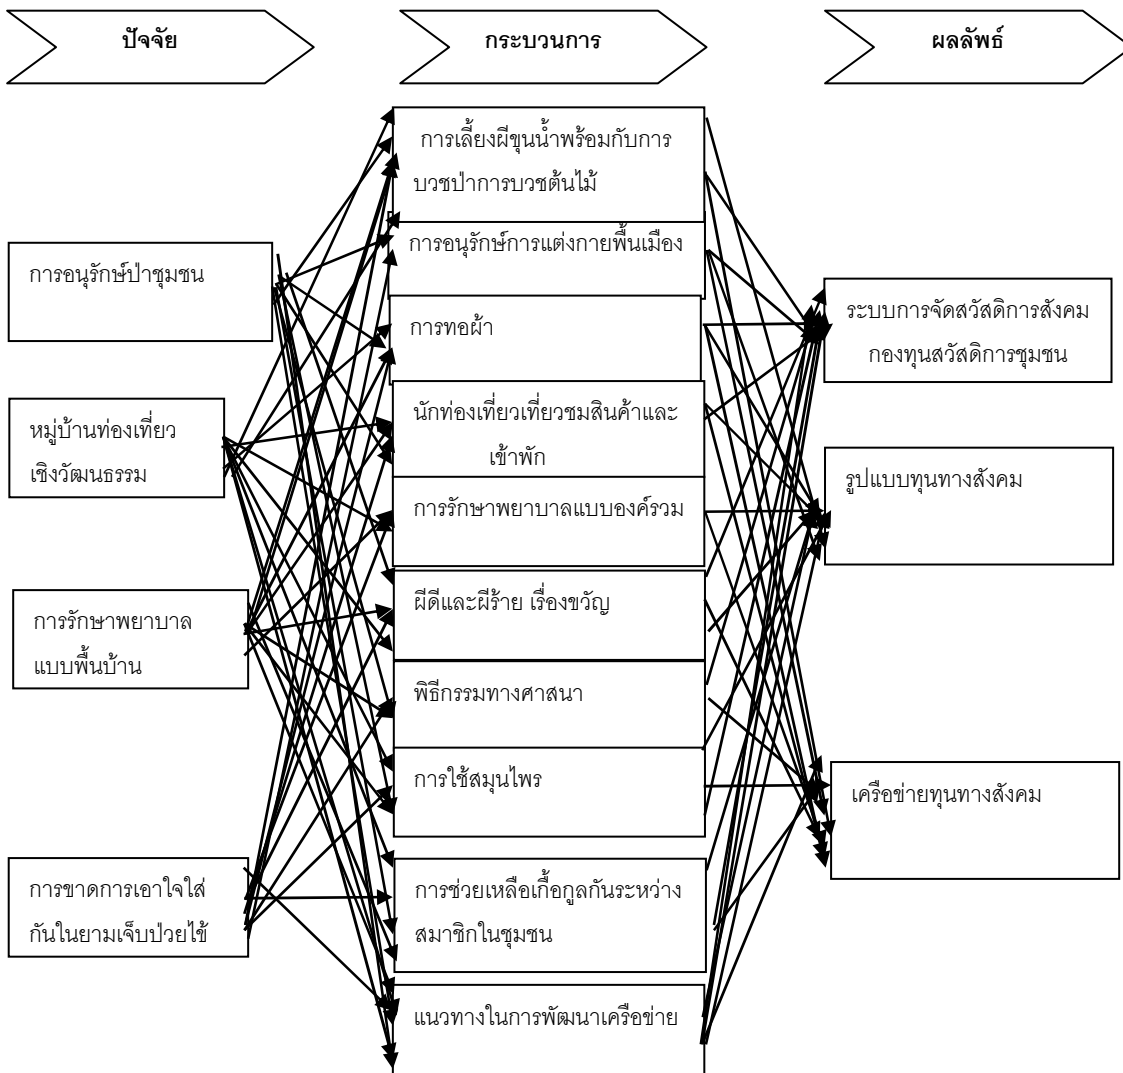 ปัจจัย
กระบวนการ
ผลลัพธ์
การอนุรักษ์ป่าชุมชน
หมู่บ้านท่องเที่ยว
เชิงวัฒนธรรม
การรักษาพยาบาล
แบบพื้นบ้าน
การขาดการเอาใจใส่
กันในยามเจ็บป่วยไข้
การเลี้ยงผีขุนน้ำพร้อมกับการ
บวชป่าการบวชต้นไม้
การอนุรักษ์การแต่งกายพื้นเมือง
การทอผ้า
นักท่องเที่ยวเที่ยวชมสินค้าและ
เข้าพัก
การรักษาพยาบาลแบบองค์รวม
ผีดีและผีร้าย เรื่องขวัญ
พิธีกรรมทางศาสนา
การใช้สมุนไพร
การช่วยเหลือเกื้อกูลกันระหว่าง
สมาชิกในชุมชน
แนวทางในการพัฒนาเครือข่าย
ระบบการจัดสวัสดิการสังคม
กองทุนสวัสดิการชุมชน
รูปแบบทุนทางสังคม
เครือข่ายทุนทางสังคม